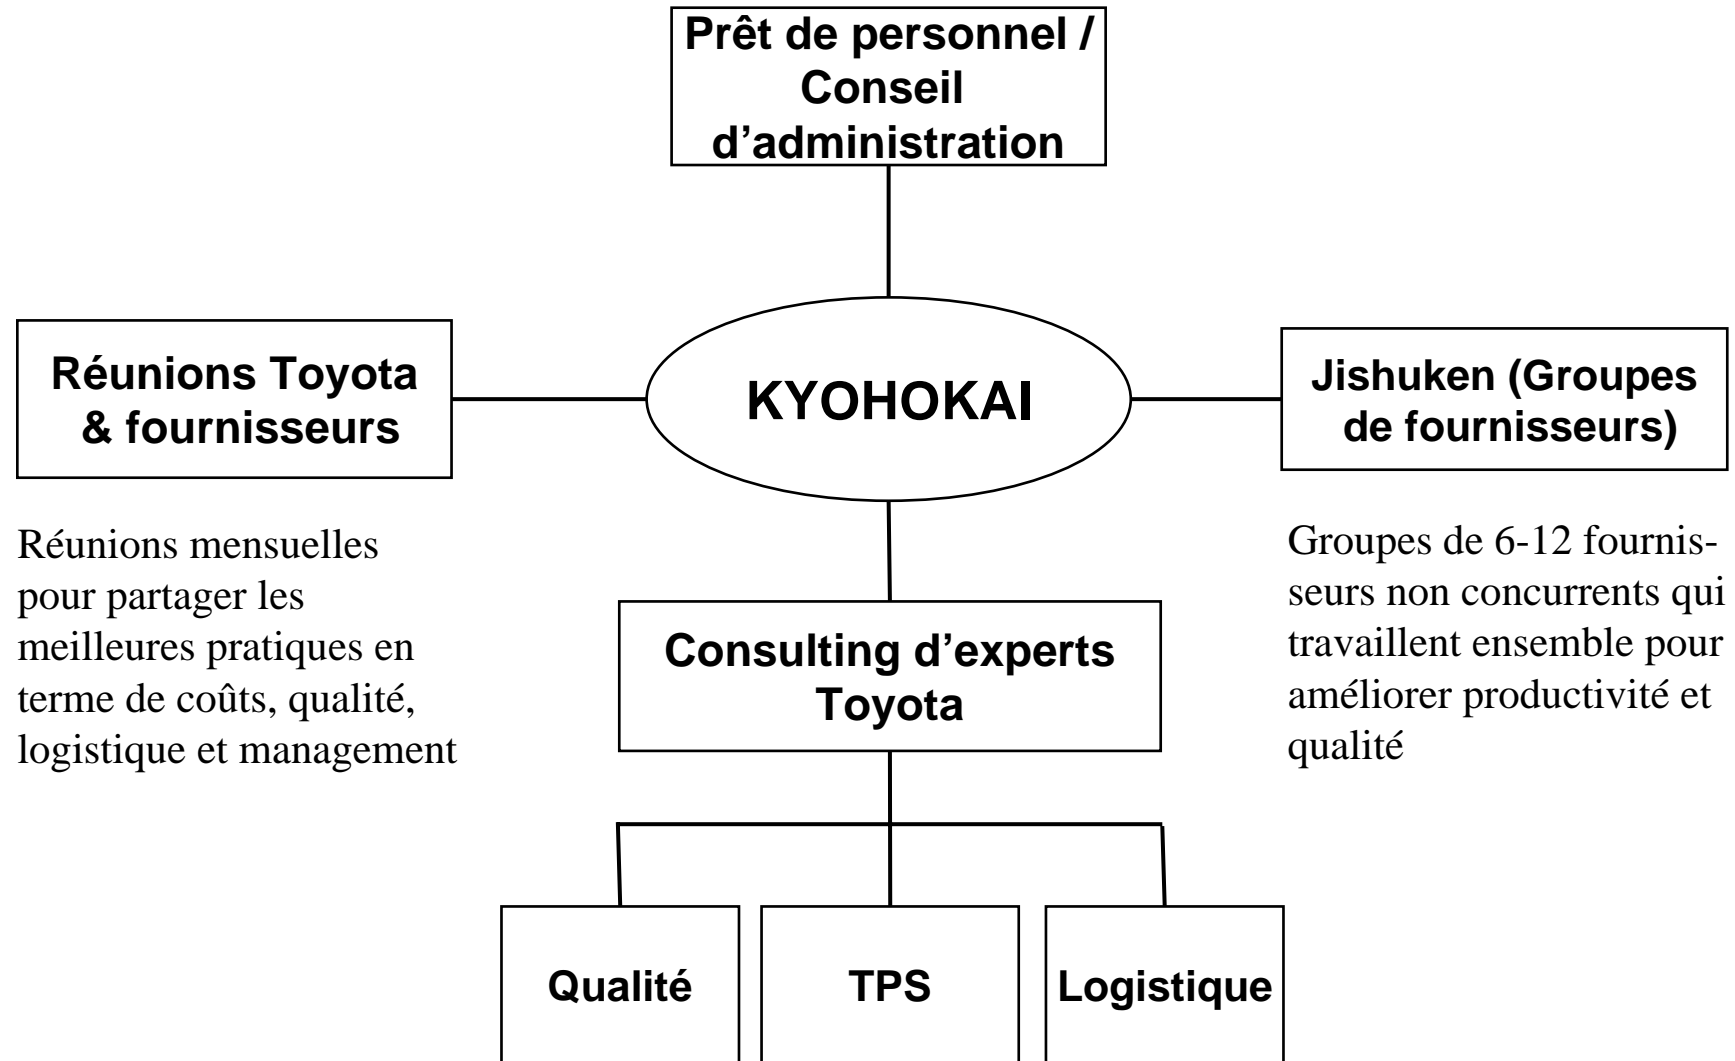 Prêt de personnel /
Conseil
d’administration
Réunions Toyota
& fournisseurs
KYOHOKAI
Jishuken (Groupes
de fournisseurs)
Réunions mensuelles
pour partager les
meilleures pratiques en
terme de coûts, qualité,
logistique et management
Groupes de 6-12 fournis-
seurs non concurrents qui
travaillent ensemble pour
améliorer productivité et
qualité
Consulting d’experts
Toyota
Qualité
TPS
Logistique